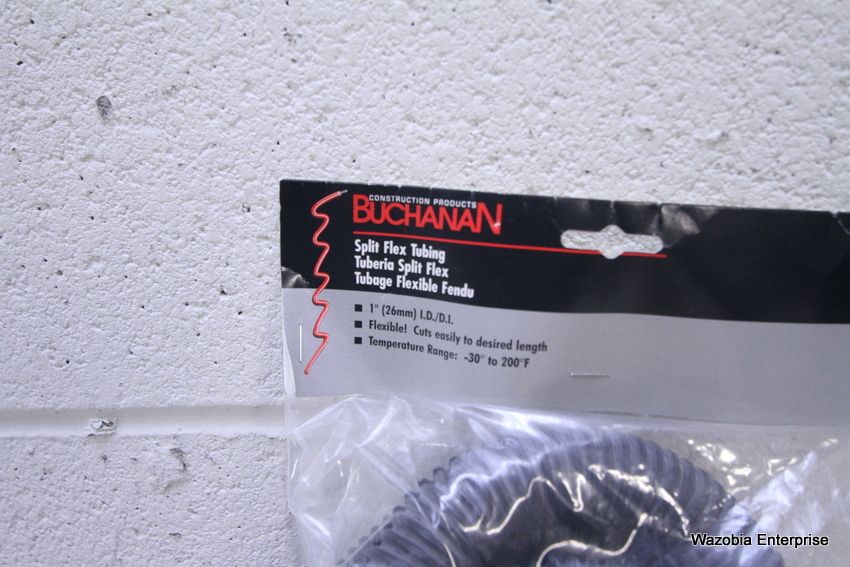 CONSTRUCTION PRODUCTS
BUCHANAN
Split Flex Tubing
Tuberia Split Flex
Tubage Flexible Fendu
■ 1" (26mm) I.D./D.I.
■ Flexible! Cuts easily to desired length
■ Temperature Range: -30° to 200°F
Wazobia Enterprise